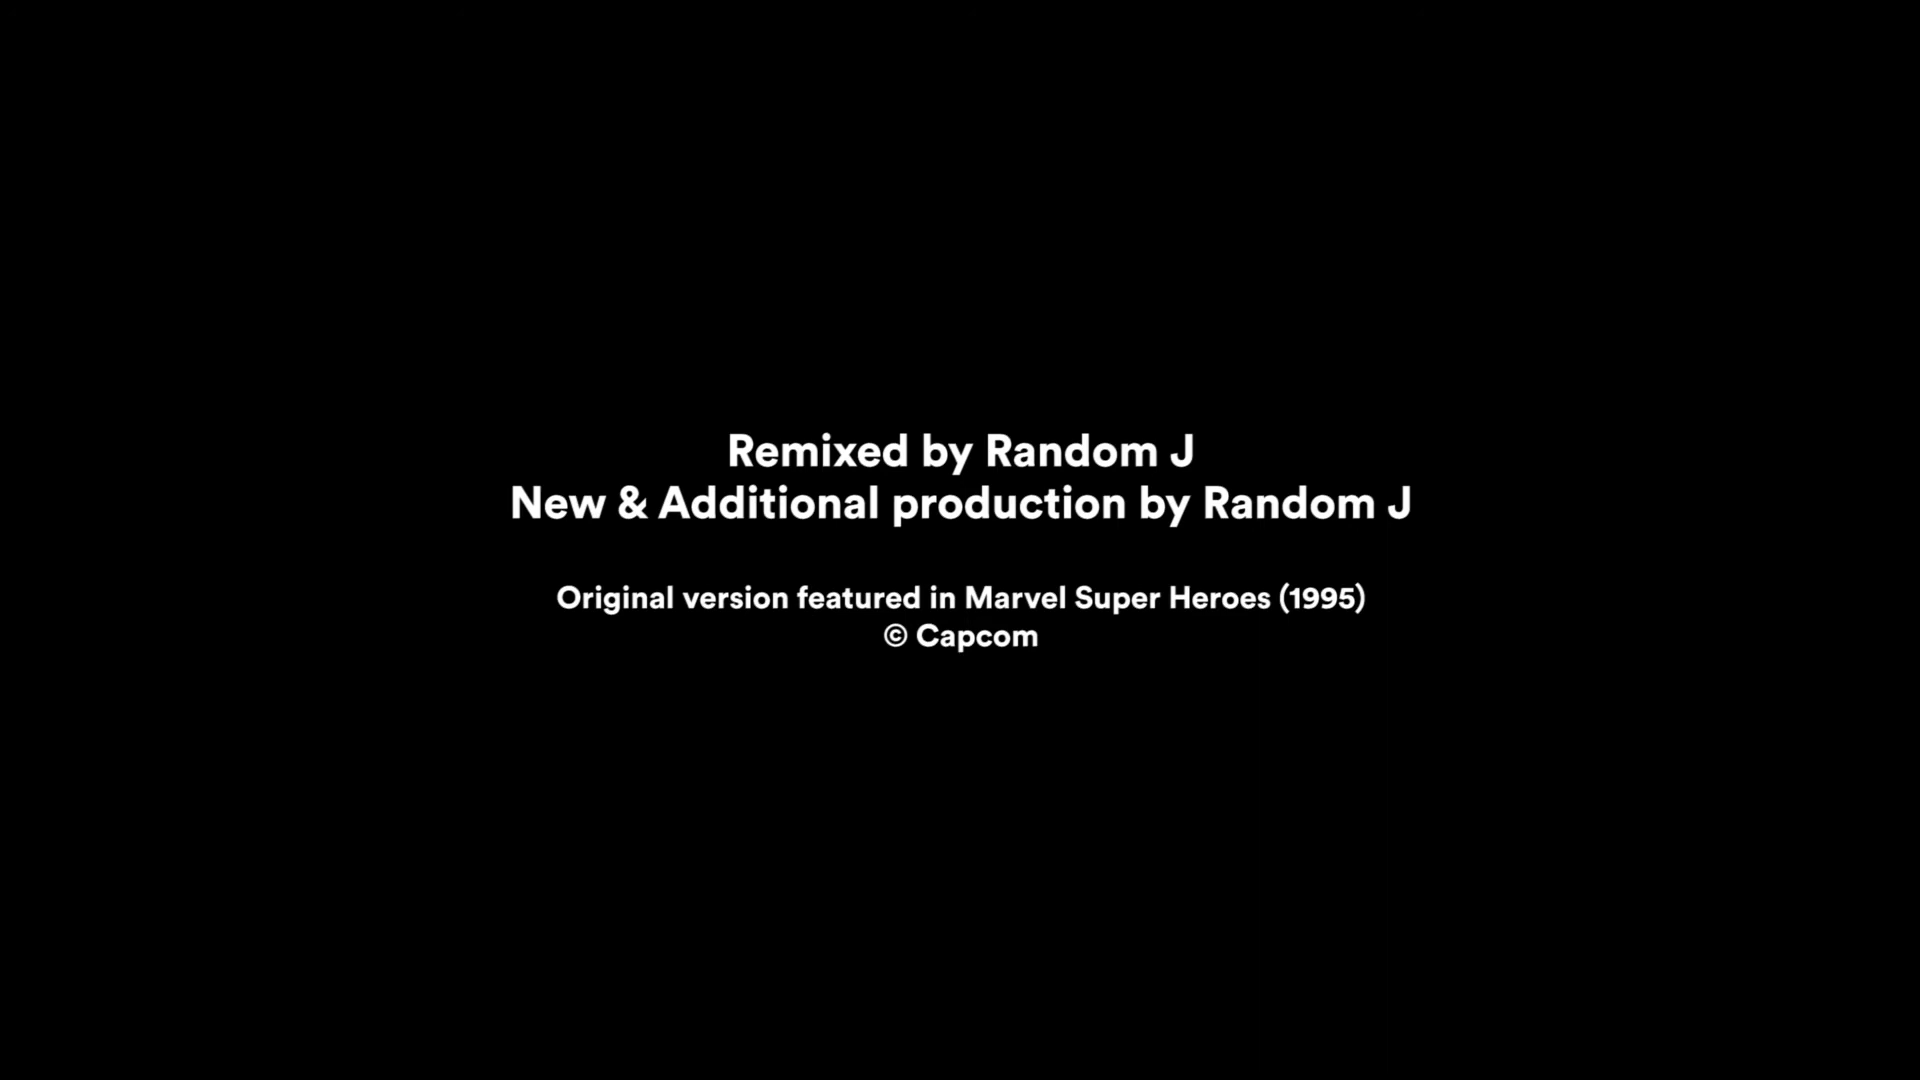 Remixed by Random J
New & Additional production by Random J
Original version featured in Marvel Super Heroes (1995)
© Capcom